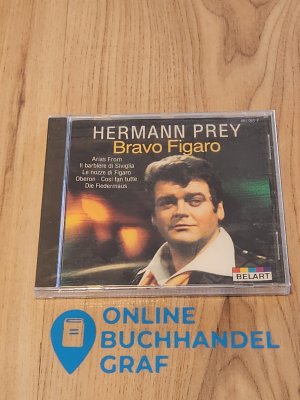 HERMANN PREY
Bravo Figaro
Arias From
Il barbiere di Siviglia
Le nozze di Figaro
Oberon · Così fan tutte
Die Fledermaus
BELART
ONLINE
BUCHHANDEL
GRAF